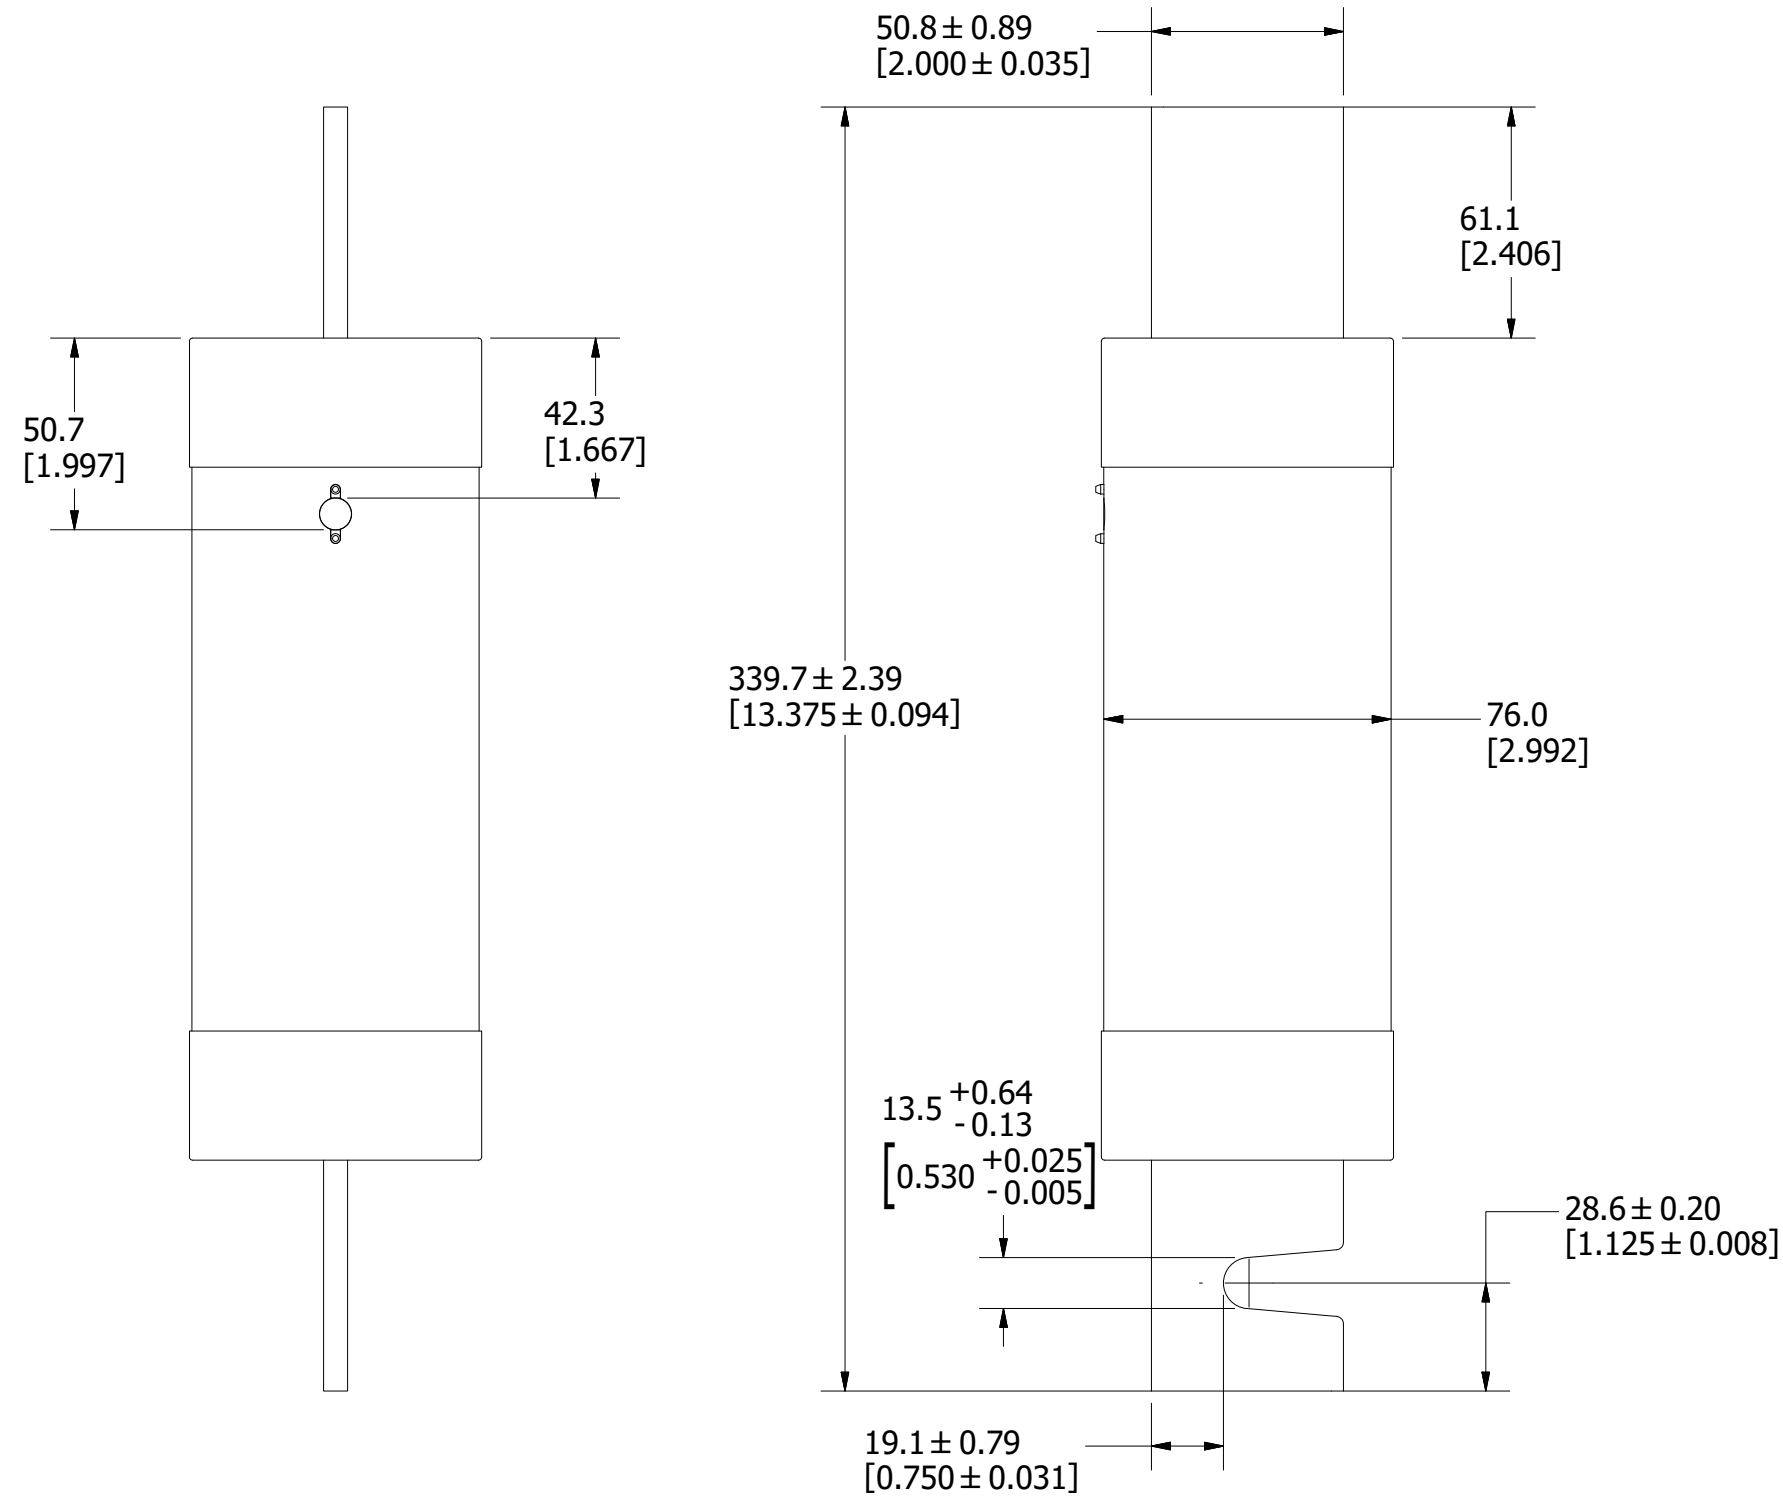 50.8 ± 0.89
[2.000 ± 0.035]
61.1
[2.406]
50.7
[1.997]
42.3
[1.667]
339.7 ± 2.39
[13.375 ± 0.094]
76.0
[2.992]
13.5 +0.64
-0.13
[0.530 +0.025
-0.005]
28.6 ± 0.20
[1.125 ± 0.008]
19.1 ± 0.79
[0.750 ± 0.031]